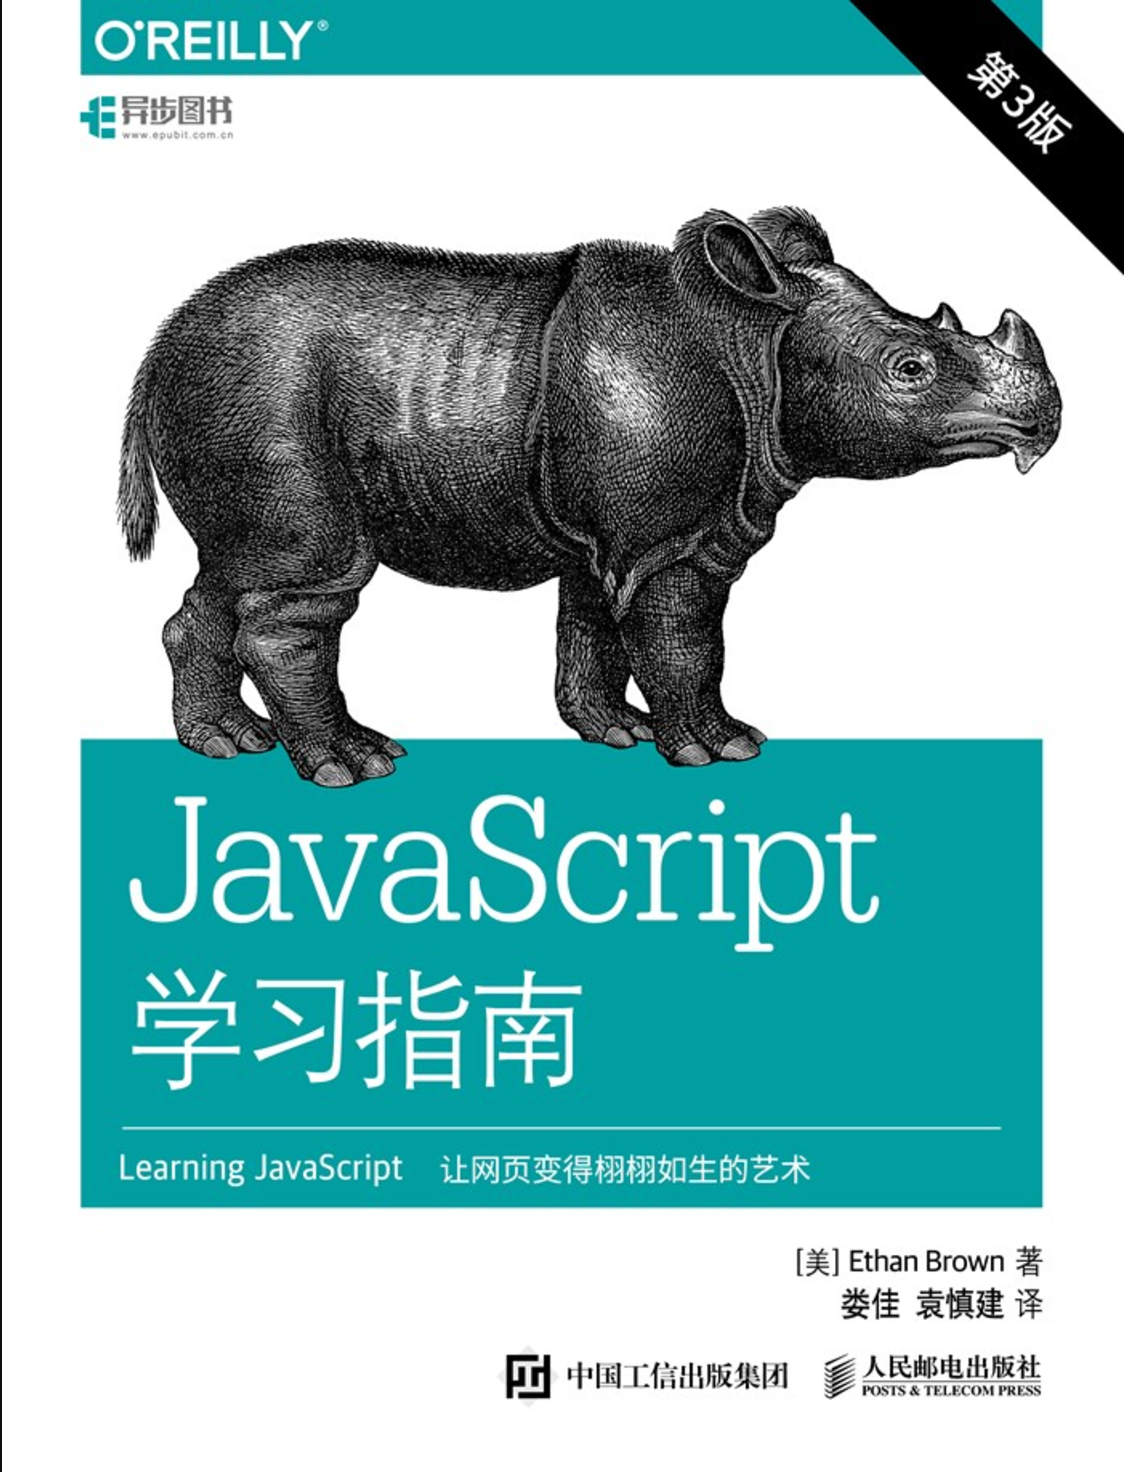 O'REILLY®
异步图书
www.epubit.com.cn
第3版
JavaScript
学习指南
Learning JavaScript 让网页变得栩栩如生的艺术
[美] Ethan Brown 著
娄佳 袁慎建 译
中国工信出版集团 人民邮电出版社
POSTS & TELECOM PRESS